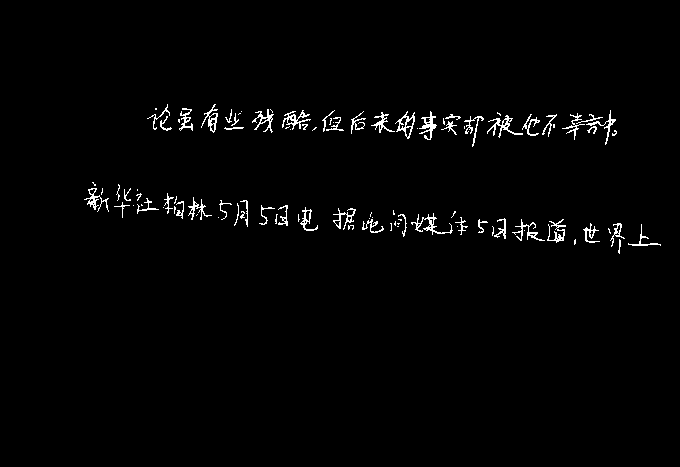 论虽有些残酷,但后来的事实却被他不幸言中。
新华社柏林5月5日电 据此间媒体5日报道,世界上